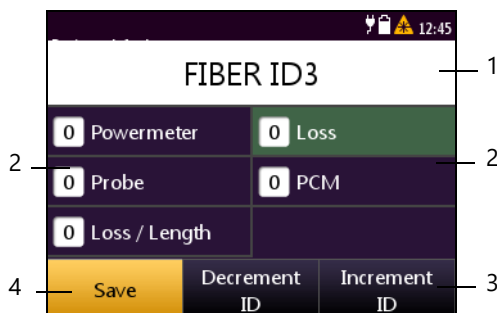 12:45
FIBER ID3
1
0 Powermeter
0 Loss
2
2
0 Probe
0 PCM
0 Loss / Length
4
Save
Decrement
ID
Increment
ID
3